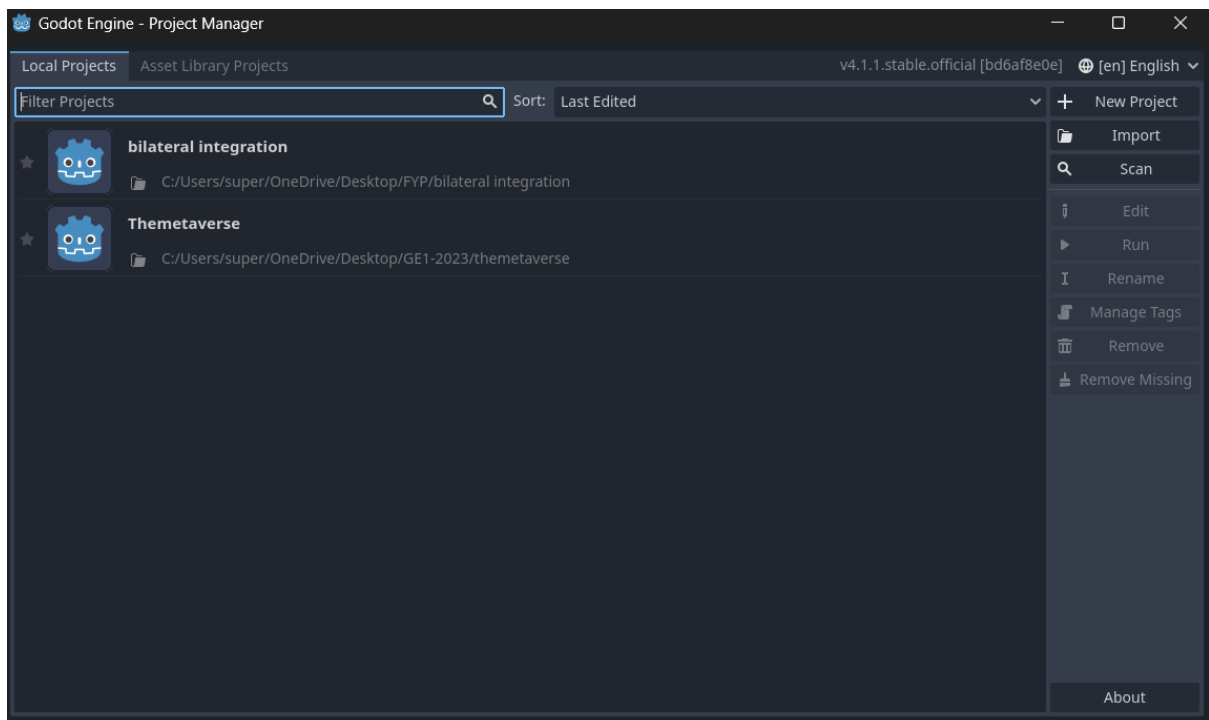 Godot Engine - Project Manager
Local Projects Asset Library Projects v4.1.1.stable.official [bd6af8e0e] [en] English
Filter Projects Sort: Last Edited New Project
bilateral integration
C:/Users/super/OneDrive/Desktop/FYP/bilateral integration
Themetaverse
C:/Users/super/OneDrive/Desktop/GE1-2023/themetaverse
Import
Scan
Edit
Run
Rename
Manage Tags
Remove
Remove Missing
About